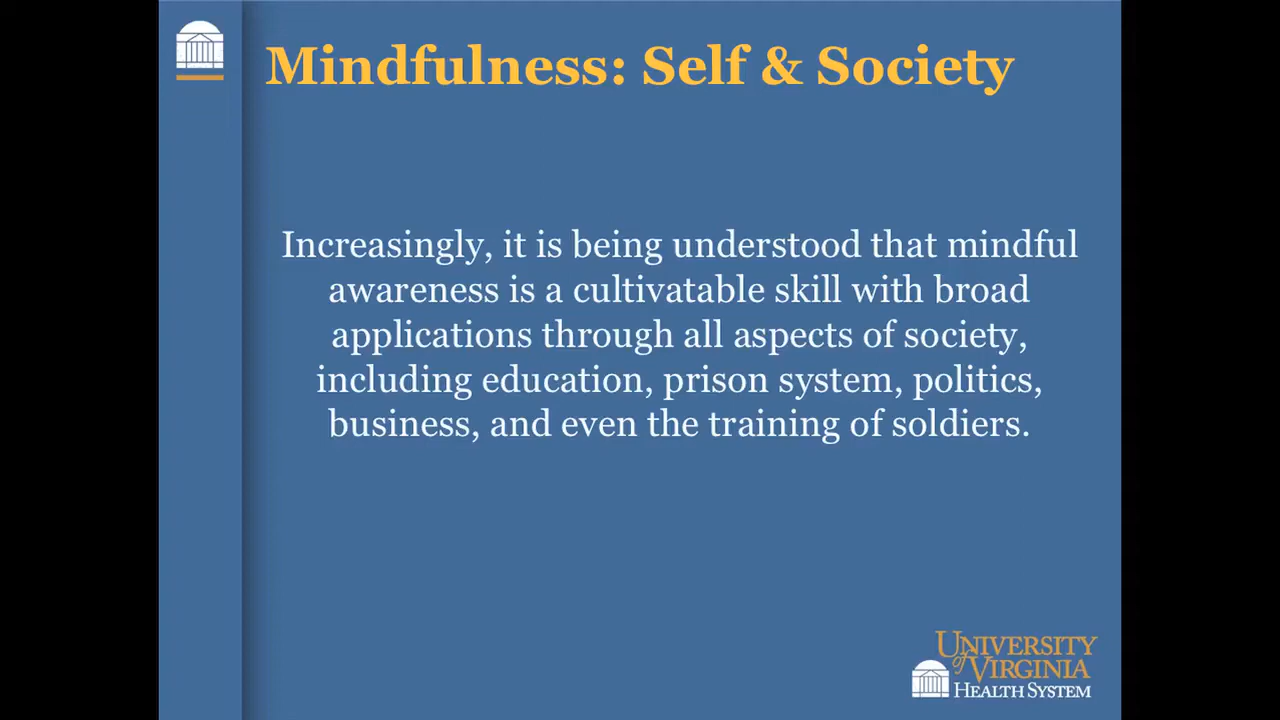 Mindfulness: Self & Society
Increasingly, it is being understood that mindful
awareness is a cultivatable skill with broad
applications through all aspects of society,
including education, prison system, politics,
business, and even the training of soldiers.
UNIVERSITY
of VIRGINIA
HEALTH SYSTEM